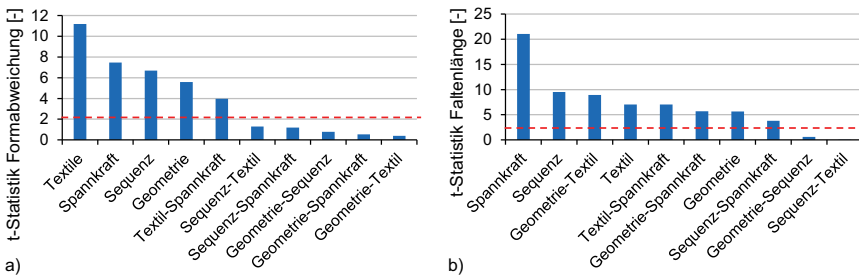 t-Statistik Formabweichung [-]
12
10
8
6
4
2
0
Textile
Spannkraft
Sequenz
Geometrie
Textil-Spannkraft
Sequenz-Textil
Sequenz-Spannkraft
Geometrie-Sequenz
Geometrie-Spannkraft
Geometrie-Textil
a)
t-Statistik Faltenlänge [-]
25
20
15
10
5
0
Spannkraft
Sequenz
Geometrie-Textil
Textil
Textil-Spannkraft
Geometrie-Spannkraft
Geometrie
Sequenz-Spannkraft
Geometrie-Sequenz
Sequenz-Textil
b)